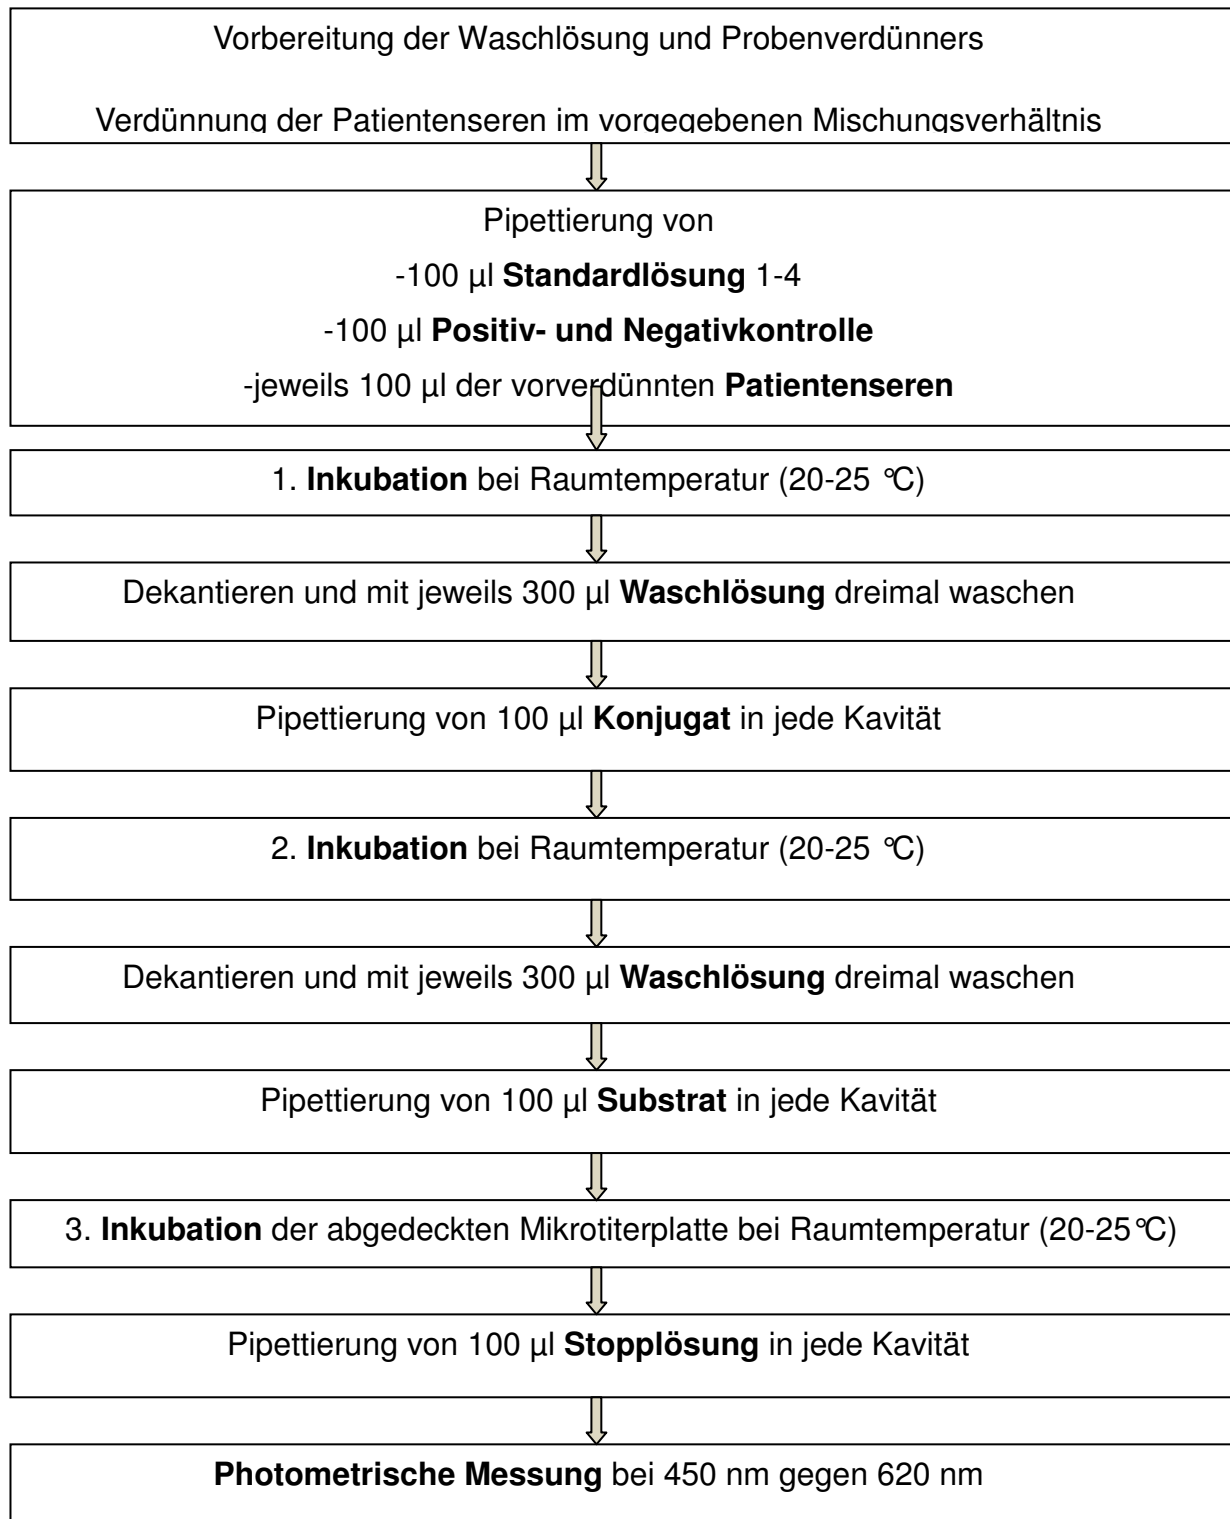 Vorbereitung der Waschlösung und Probenverdünners
Verdünnung der Patientenseren im vorgegebenen Mischungsverhältnis
Pipettierung von
-100 µl Standardlösung 1-4
-100 µl Positiv- und Negativkontrolle
-jeweils 100 µl der vorverdünnten Patientenseren
1. Inkubation bei Raumtemperatur (20-25 °C)
Dekantieren und mit jeweils 300 µl Waschlösung dreimal waschen
Pipettierung von 100 µl Konjugat in jede Kavität
2. Inkubation bei Raumtemperatur (20-25 °C)
Dekantieren und mit jeweils 300 µl Waschlösung dreimal waschen
Pipettierung von 100 µl Substrat in jede Kavität
3. Inkubation der abgedeckten Mikrotiterplatte bei Raumtemperatur (20-25°C)
Pipettierung von 100 µl Stopplösung in jede Kavität
Photometrische Messung bei 450 nm gegen 620 nm